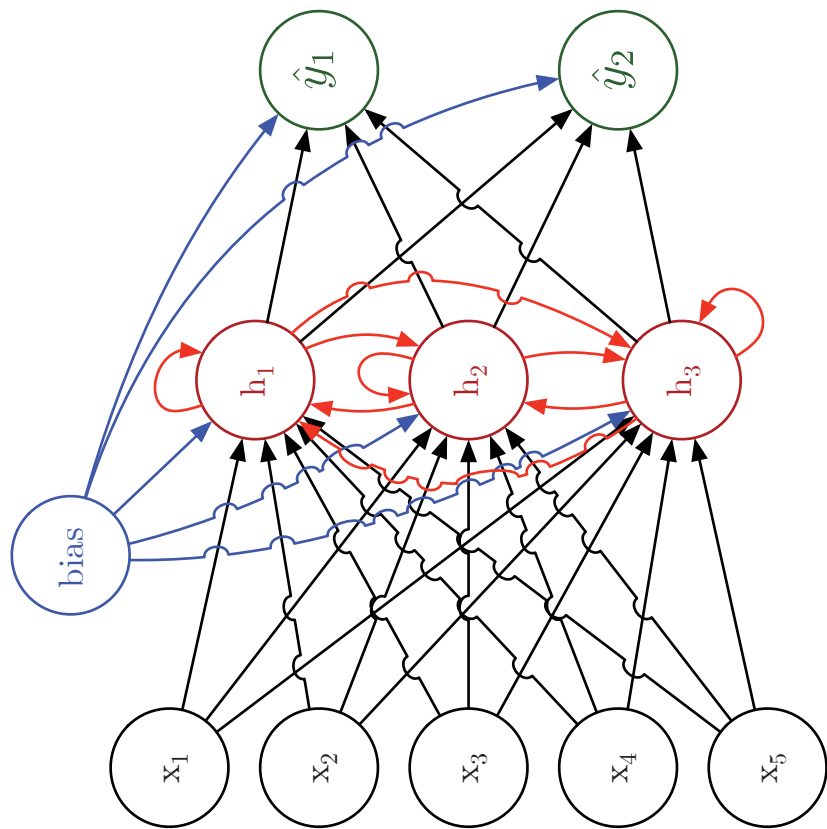 ŷ₁
ŷ₂
h₁
h₂
h₃
bias
x₁
x₂
x₃
x₄
x₅